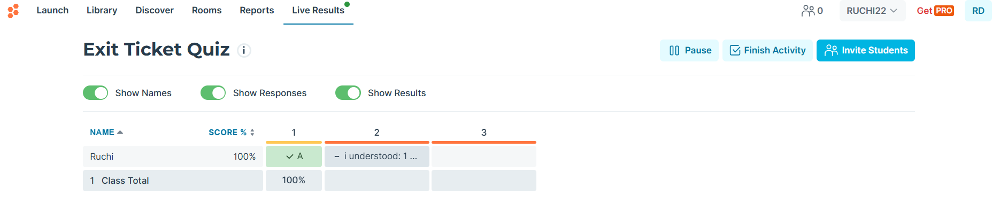 Launch Library Discover Rooms Reports Live Results 0 RUCHI22 Get PRO RD
Exit Ticket Quiz i Pause Finish Activity Invite Students
Show Names Show Responses Show Results
NAME SCORE % 1 2 3
Ruchi 100% A – i understood: 1 ...
1 Class Total 100%